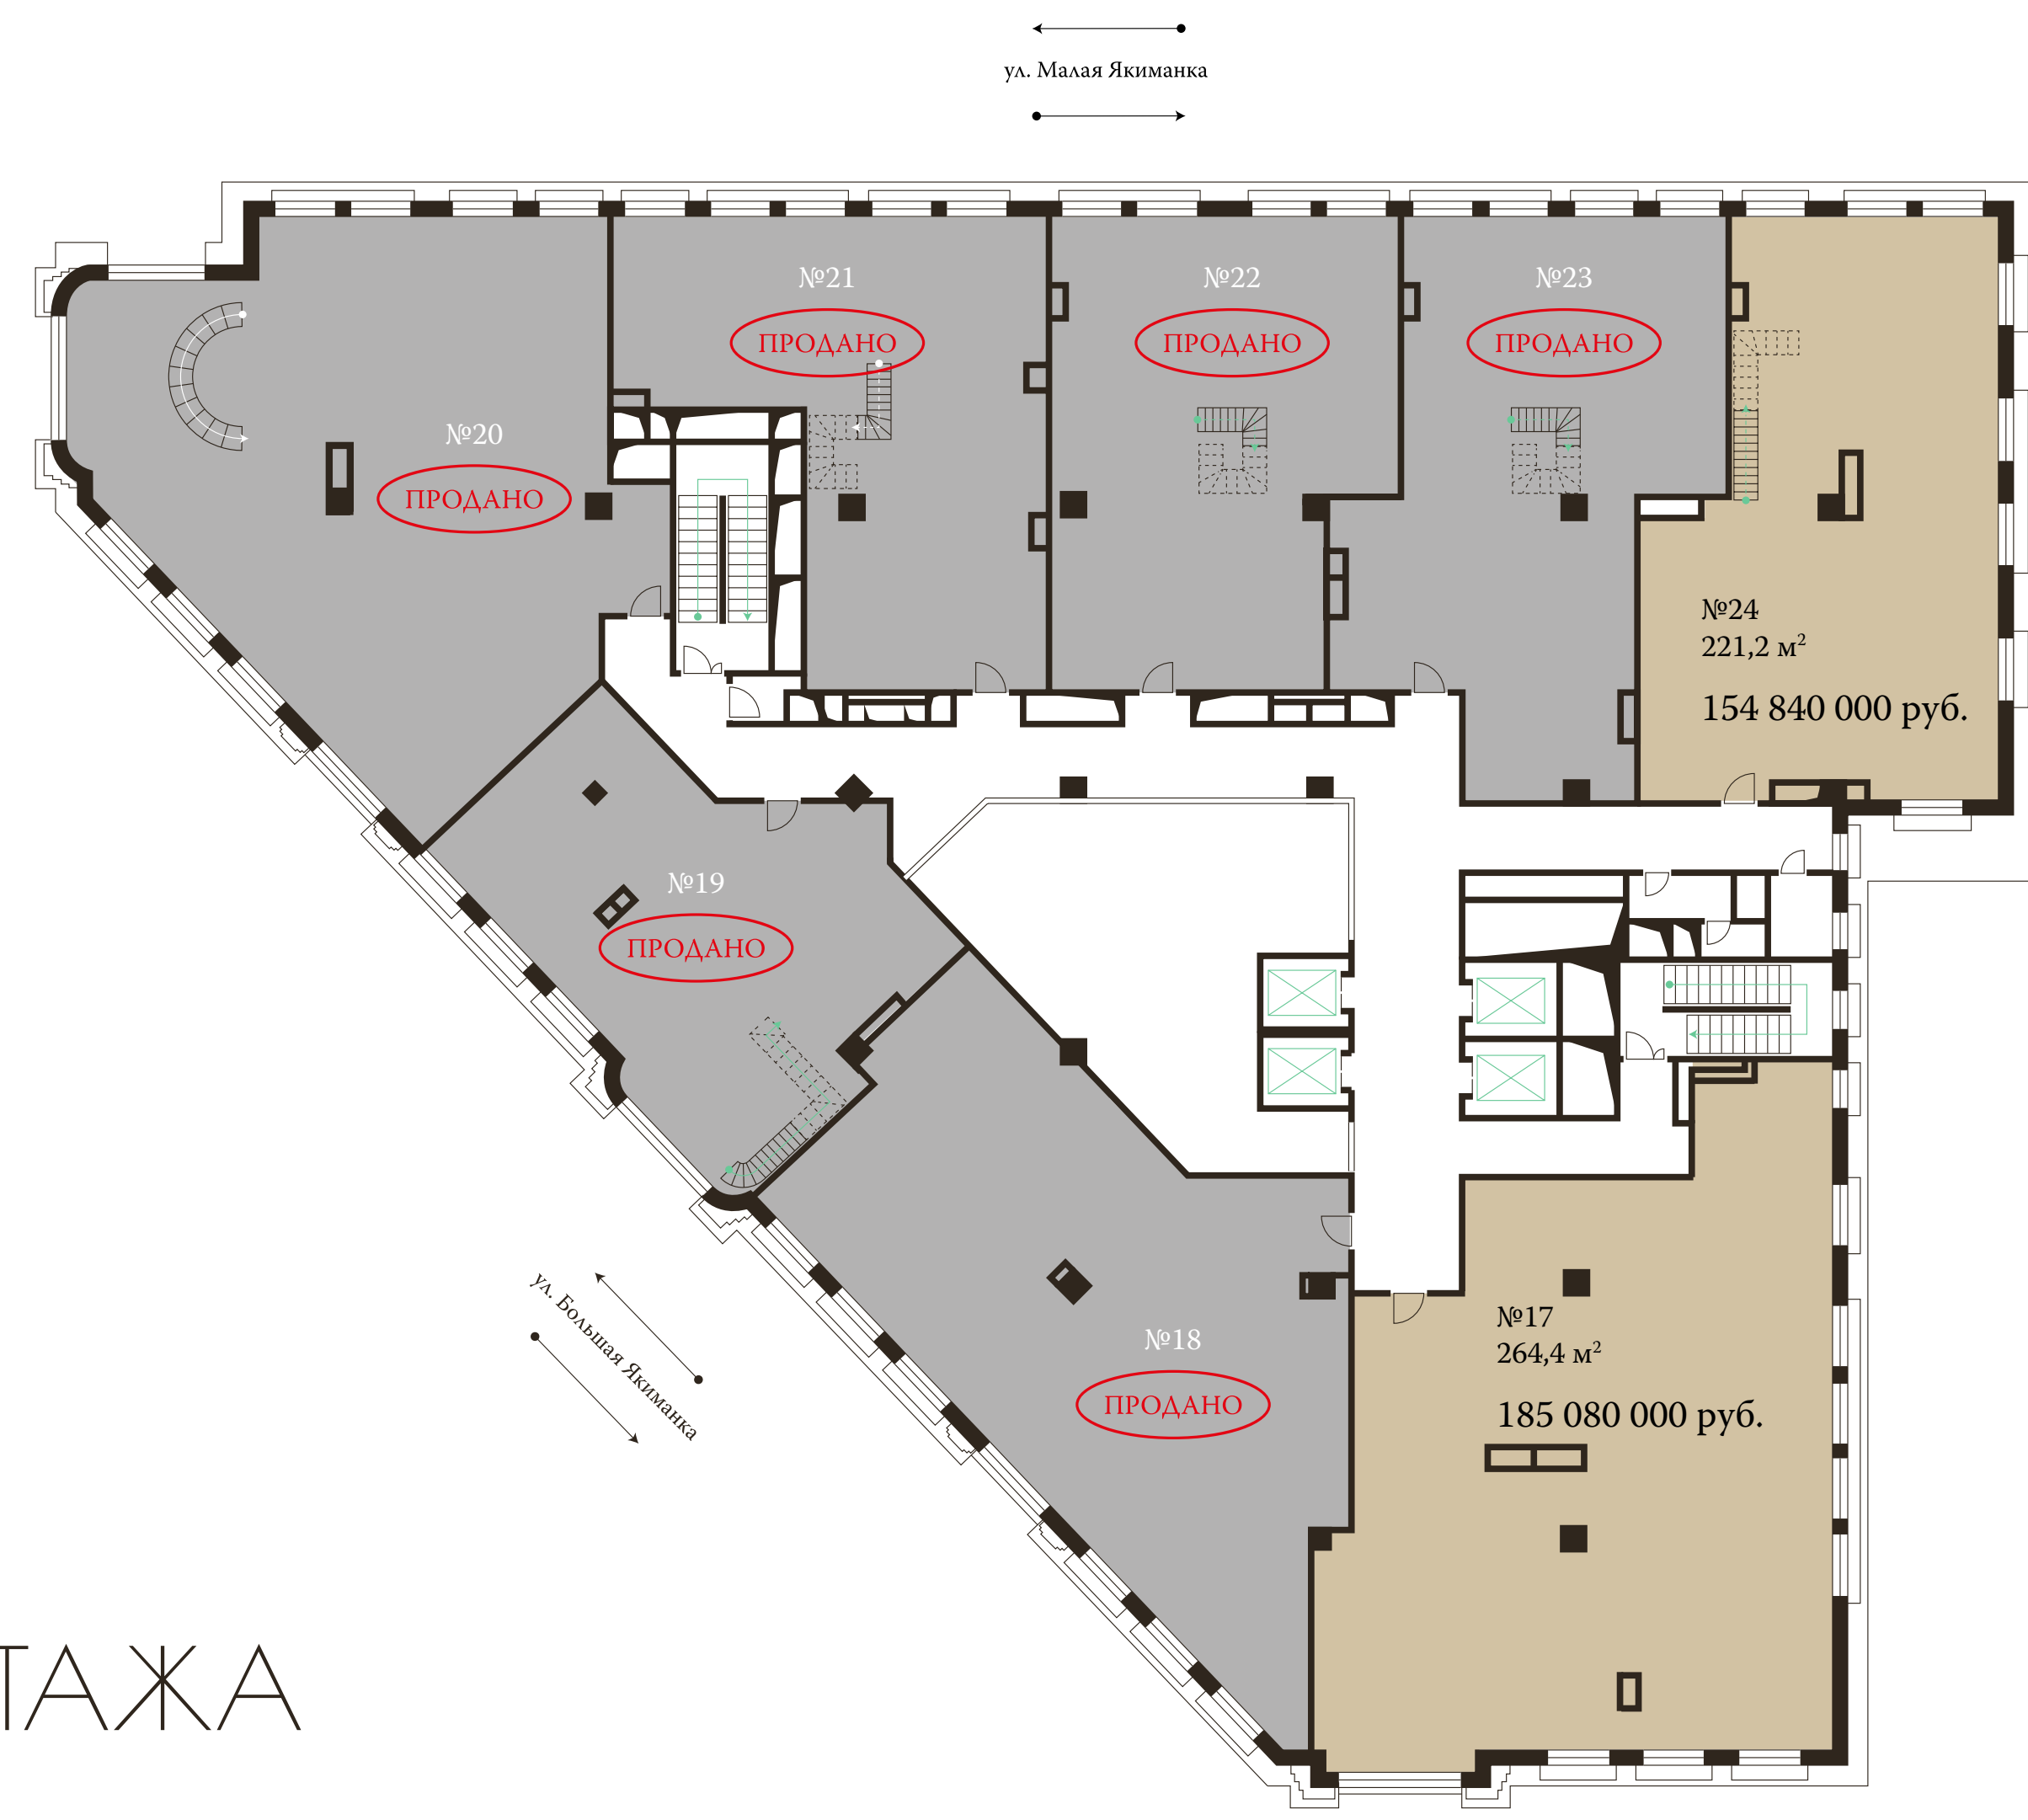 ул. Малая Якиманка
№21
ПРОДАНО
№22
ПРОДАНО
№23
ПРОДАНО
№20
ПРОДАНО
№24
221,2 м²
154 840 000 руб.
№19
ПРОДАНО
ул. Большая Якиманка
№18
ПРОДАНО
№17
264,4 м²
185 080 000 руб.
ТАЖА